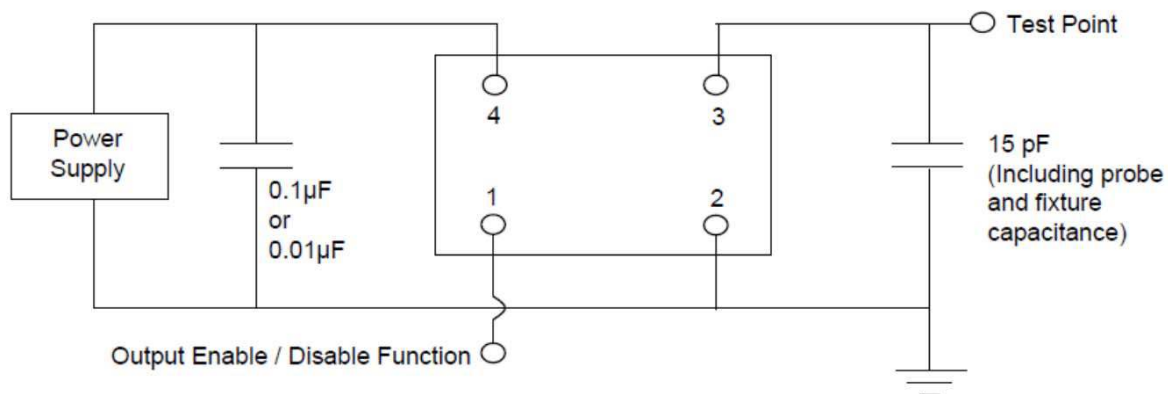 Test Point
4
3
Power
Supply
15 pF
(Including probe
and fixture
capacitance)
0.1µF
or
0.01µF
1
2
Output Enable / Disable Function